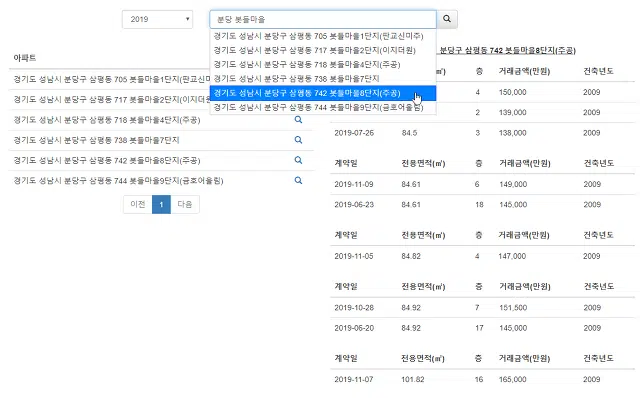 2019
분당 봇들마을
경기도 성남시 분당구 삼평동 705 봇들마을1단지(판교신미주)
경기도 성남시 분당구 삼평동 717 봇들마을2단지(이지더원)
경기도 성남시 분당구 삼평동 718 봇들마을4단지(주공)
경기도 성남시 분당구 삼평동 738 봇들마을7단지
경기도 성남시 분당구 삼평동 742 봇들마을8단지(주공)
경기도 성남시 분당구 삼평동 744 봇들마을9단지(금호어울림)
아파트
경기도 성남시 분당구 삼평동 705 봇들마을1단지(판교신미
경기도 성남시 분당구 삼평동 717 봇들마을2단지(이지더원
경기도 성남시 분당구 삼평동 718 봇들마을4단지(주공)
경기도 성남시 분당구 삼평동 738 봇들마을7단지
경기도 성남시 분당구 삼평동 742 봇들마을8단지(주공)
경기도 성남시 분당구 삼평동 744 봇들마을9단지(금호어울림)
이전 1 다음
분당구 삼평동 742 봇들마을8단지(주공)
층 거래금액(만원) 건축년도
4 150,000 2009
2 139,000 2009
2019-07-26 84.5 3 138,000 2009
계약일 전용면적(㎡) 층 거래금액(만원) 건축년도
2019-11-09 84.61 6 149,000 2009
2019-06-23 84.61 18 145,000 2009
계약일 전용면적(㎡) 층 거래금액(만원) 건축년도
2019-11-05 84.82 4 147,000 2009
계약일 전용면적(㎡) 층 거래금액(만원) 건축년도
2019-10-28 84.92 7 151,500 2009
2019-06-20 84.92 17 145,000 2009
계약일 전용면적(㎡) 층 거래금액(만원) 건축년도
2019-11-07 101.82 16 165,000 2009